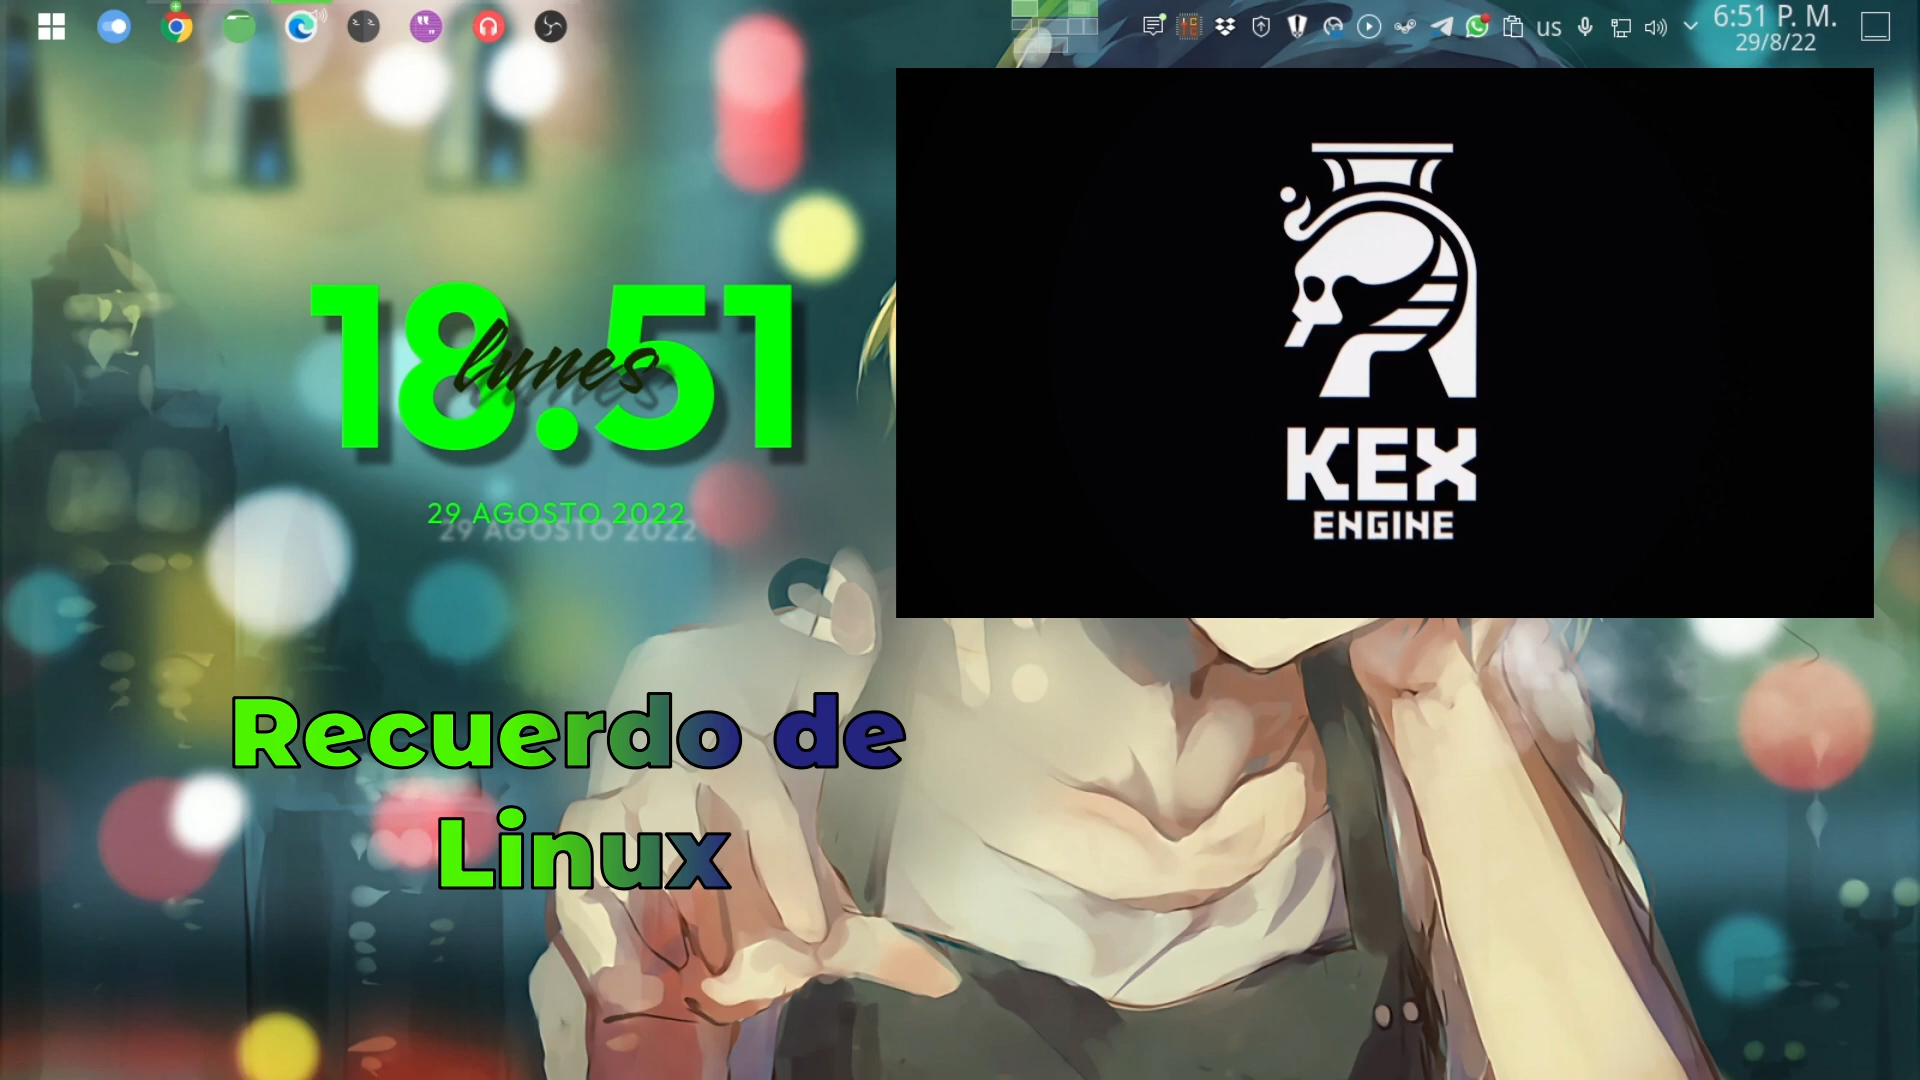 us
6:51 P. M.
29/8/22
18.51
lunes
29 AGOSTO 2022
KEX
ENGINE
Recuerdo de
Linux